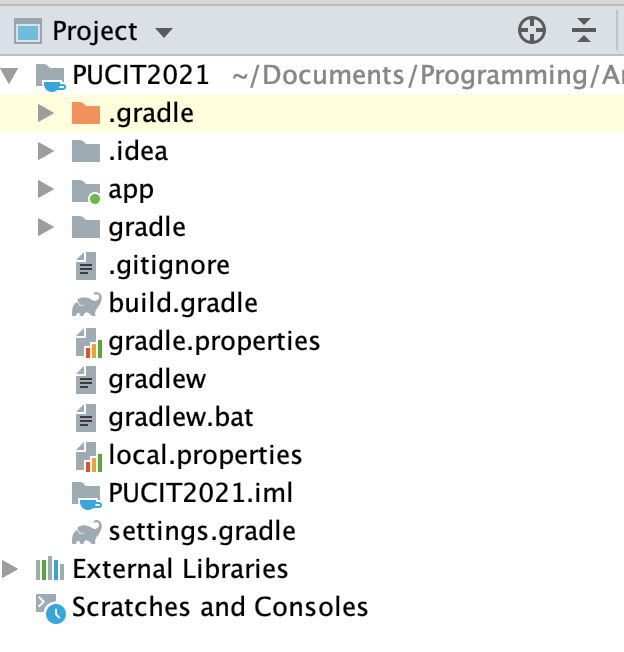 Project
PUCIT2021 ~/Documents/Programming/
.gradle
.idea
app
gradle
.gitignore
build.gradle
gradle.properties
gradlew
gradlew.bat
local.properties
PUCIT2021.iml
settings.gradle
External Libraries
Scratches and Consoles